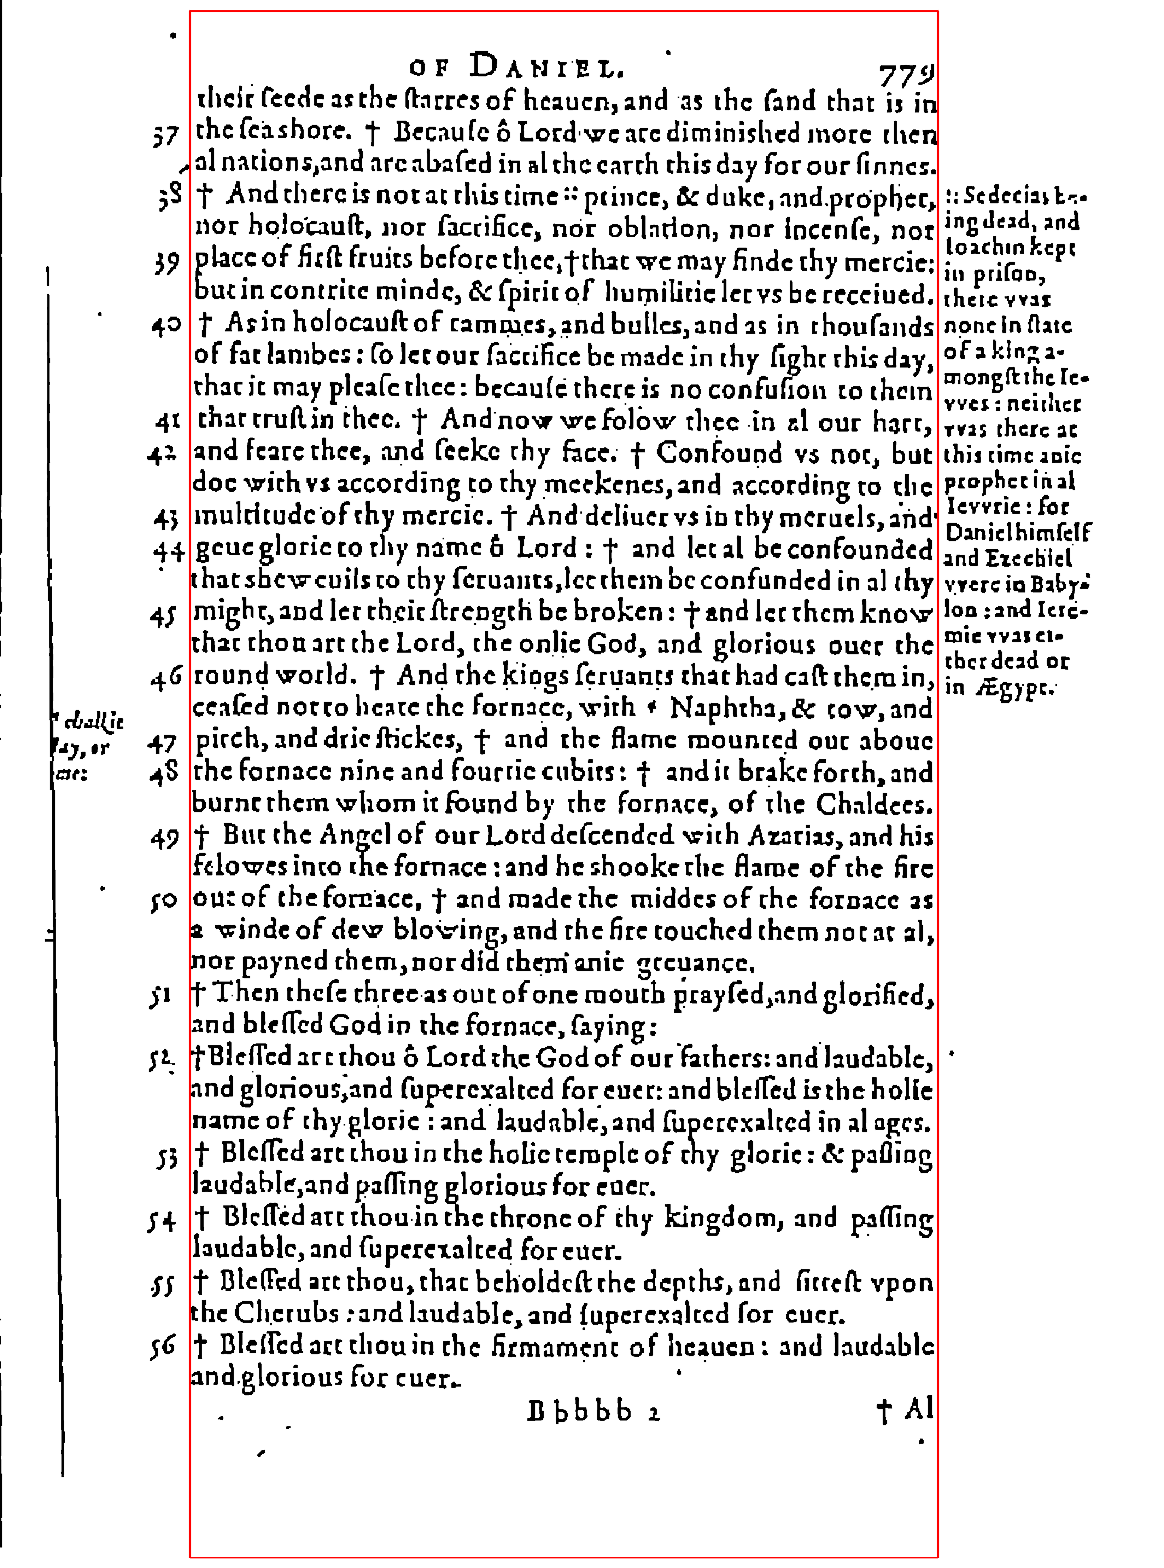 OF DANIEL. 779
their ſeede as the ſtarres of heauen, and as the ſand that is in
37 the ſea shore. † Becauſe ô Lord we are diminished more then
al nations, and are abaſed in al the earth this day for our ſinnes.
38 † And there is not at this time :: prince, & duke, and prophet,
nor holocauſt, nor ſacrifice, nor oblation, nor incenſe, nor
39 place of firſt fruits before thee, † that we may finde thy mercie:
but in contrite minde, & ſpirit of humilitie let vs be receiued.
40 † As in holocauſt of rammes, and bulles, and as in thouſands
of fat lambes: ſo let our ſacrifice be made in thy ſight this day,
that it may pleaſe thee: becauſe there is no confuſion to them
41 that truſt in thee. † And now we folow thee in al our hart,
42 and feare thee, and ſeeke thy face. † Confound vs not, but
doe with vs according to thy meekenes, and according to the
43 multitude of thy mercie. † And deliuer vs in thy meruels, and
44 geue glorie to thy name ô Lord: † and let al be confounded
that shew euils to thy ſeruants, let them be confunded in al thy
45 might, and let their ſtrength be broken: † and let them know
that thou art the Lord, the onlie God, and glorious ouer the
46 round world. † And the kings ſeruants that had caſt them in,
ceaſed not to heate the fornace, with * Naphtha, & tow, and
47 pitch, and drie ſtickes, † and the flame mounted out aboue
48 the fornace nine and fourtie cubits: † and it brake forth, and
burnt them whom it found by the fornace, of the Chaldees.
49 † But the Angel of our Lord deſcended with Azarias, and his
felowes into the fornace: and he shooke the flame of the fire
50 out of the fornace, † and made the middes of the fornace as
a winde of dew blowing, and the fire touched them not at al,
nor payned them, nor did them anie greuance.
51 † Then theſe three as out of one mouth prayſed, and glorified,
and bleſſed God in the fornace, ſaying:
52 † Bleſſed art thou ô Lord the God of our fathers: and laudable,
and glorious, and ſuperexalted for euer: and bleſſed is the holie
name of thy glorie: and laudable, and ſuperexalted in al ages.
53 † Bleſſed art thou in the holie temple of thy glorie: & paſſing
laudable, and paſſing glorious for euer.
54 † Bleſſed art thou in the throne of thy kingdom, and paſſing
laudable, and ſuperexalted for euer.
55 † Bleſſed art thou, that beholdeſt the depths, and ſitteſt vpon
the Cherubs: and laudable, and ſuperexalted for euer.
56 † Bleſſed art thou in the firmament of heauen: and laudable
and glorious for euer.
Bbbbb 2 † Al
:: Sedecias be-
ing dead, and
Ioachin kept
in priſon,
there vvas
none in ſtate
of a king a-
mongſt the Ie-
vves: neither
vvas there at
this time anie
prophet in al
Ievvrie: for
Daniel himſelf
and Ezechiel
vvere in Baby-
lon: and Iere-
mie vvas ei-
ther dead or
in Ægypt.